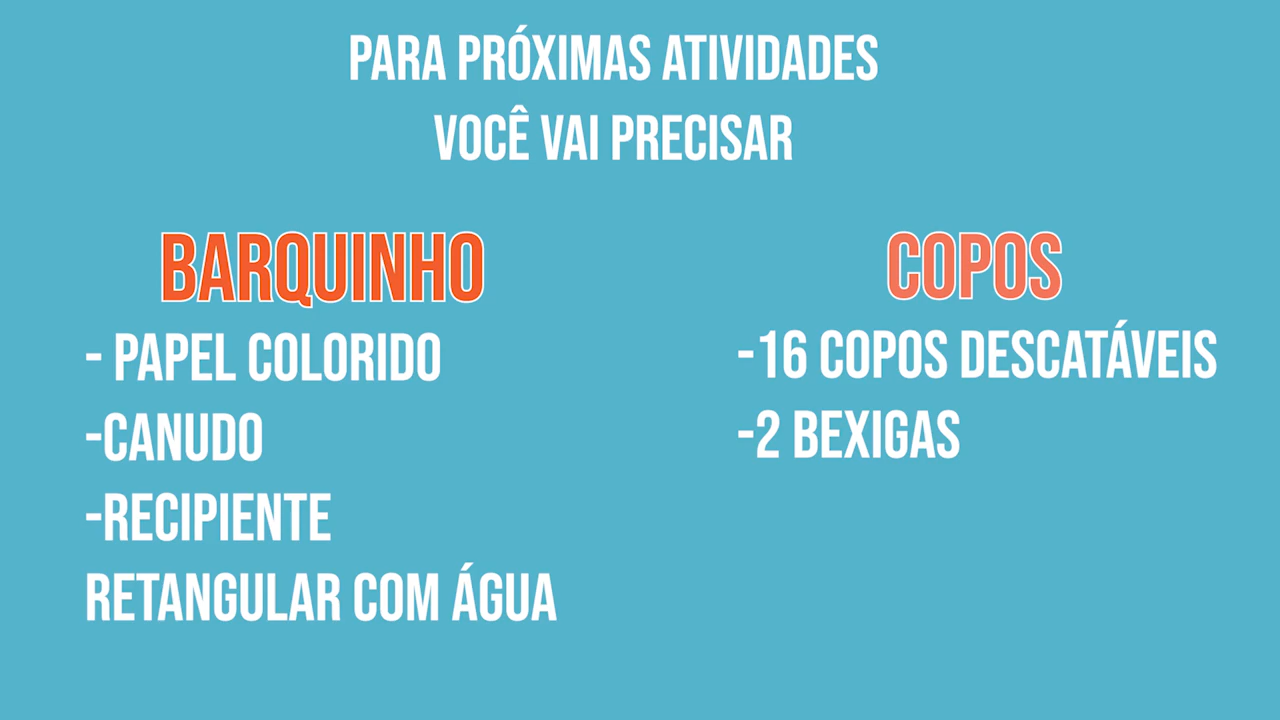 PARA PRÓXIMAS ATIVIDADES
VOCÊ VAI PRECISAR
BARQUINHO
- PAPEL COLORIDO
-CANUDO
-RECIPIENTE
RETANGULAR COM ÁGUA
COPOS
-16 COPOS DESCATÁVEIS
-2 BEXIGAS